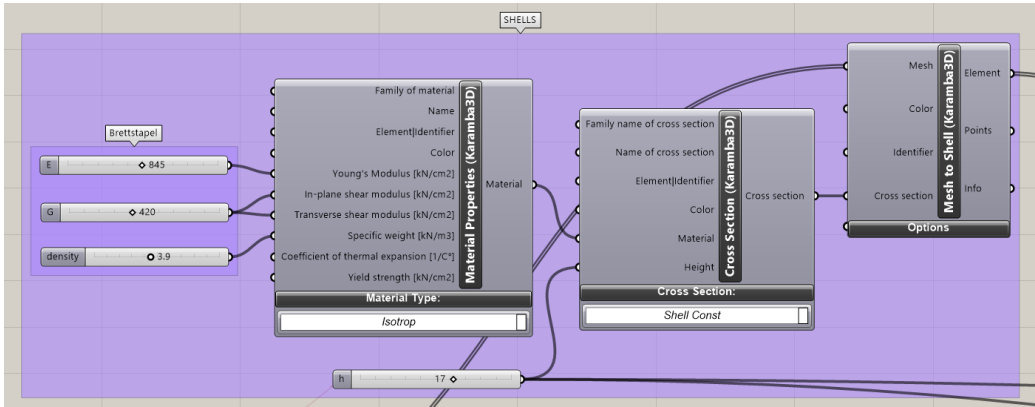 SHELLS
Brettstapel
E 845
G 420
density 3.9
Family of material
Name
Element|Identifier
Color
Young's Modulus [kN/cm2]
In-plane shear modulus [kN/cm2]
Transverse shear modulus [kN/cm2]
Specific weight [kN/m3]
Coefficient of thermal expansion [1/C°]
Yield strength [kN/cm2]
Material Properties (Karamba3D)
Material
Material Type:
Isotrop
h 17
Family name of cross section
Name of cross section
Element|Identifier
Color
Material
Height
Cross Section (Karamba3D)
Cross section
Cross Section:
Shell Const
Mesh
Color
Identifier
Cross section
Mesh to Shell (Karamba3D)
Element
Points
Info
Options